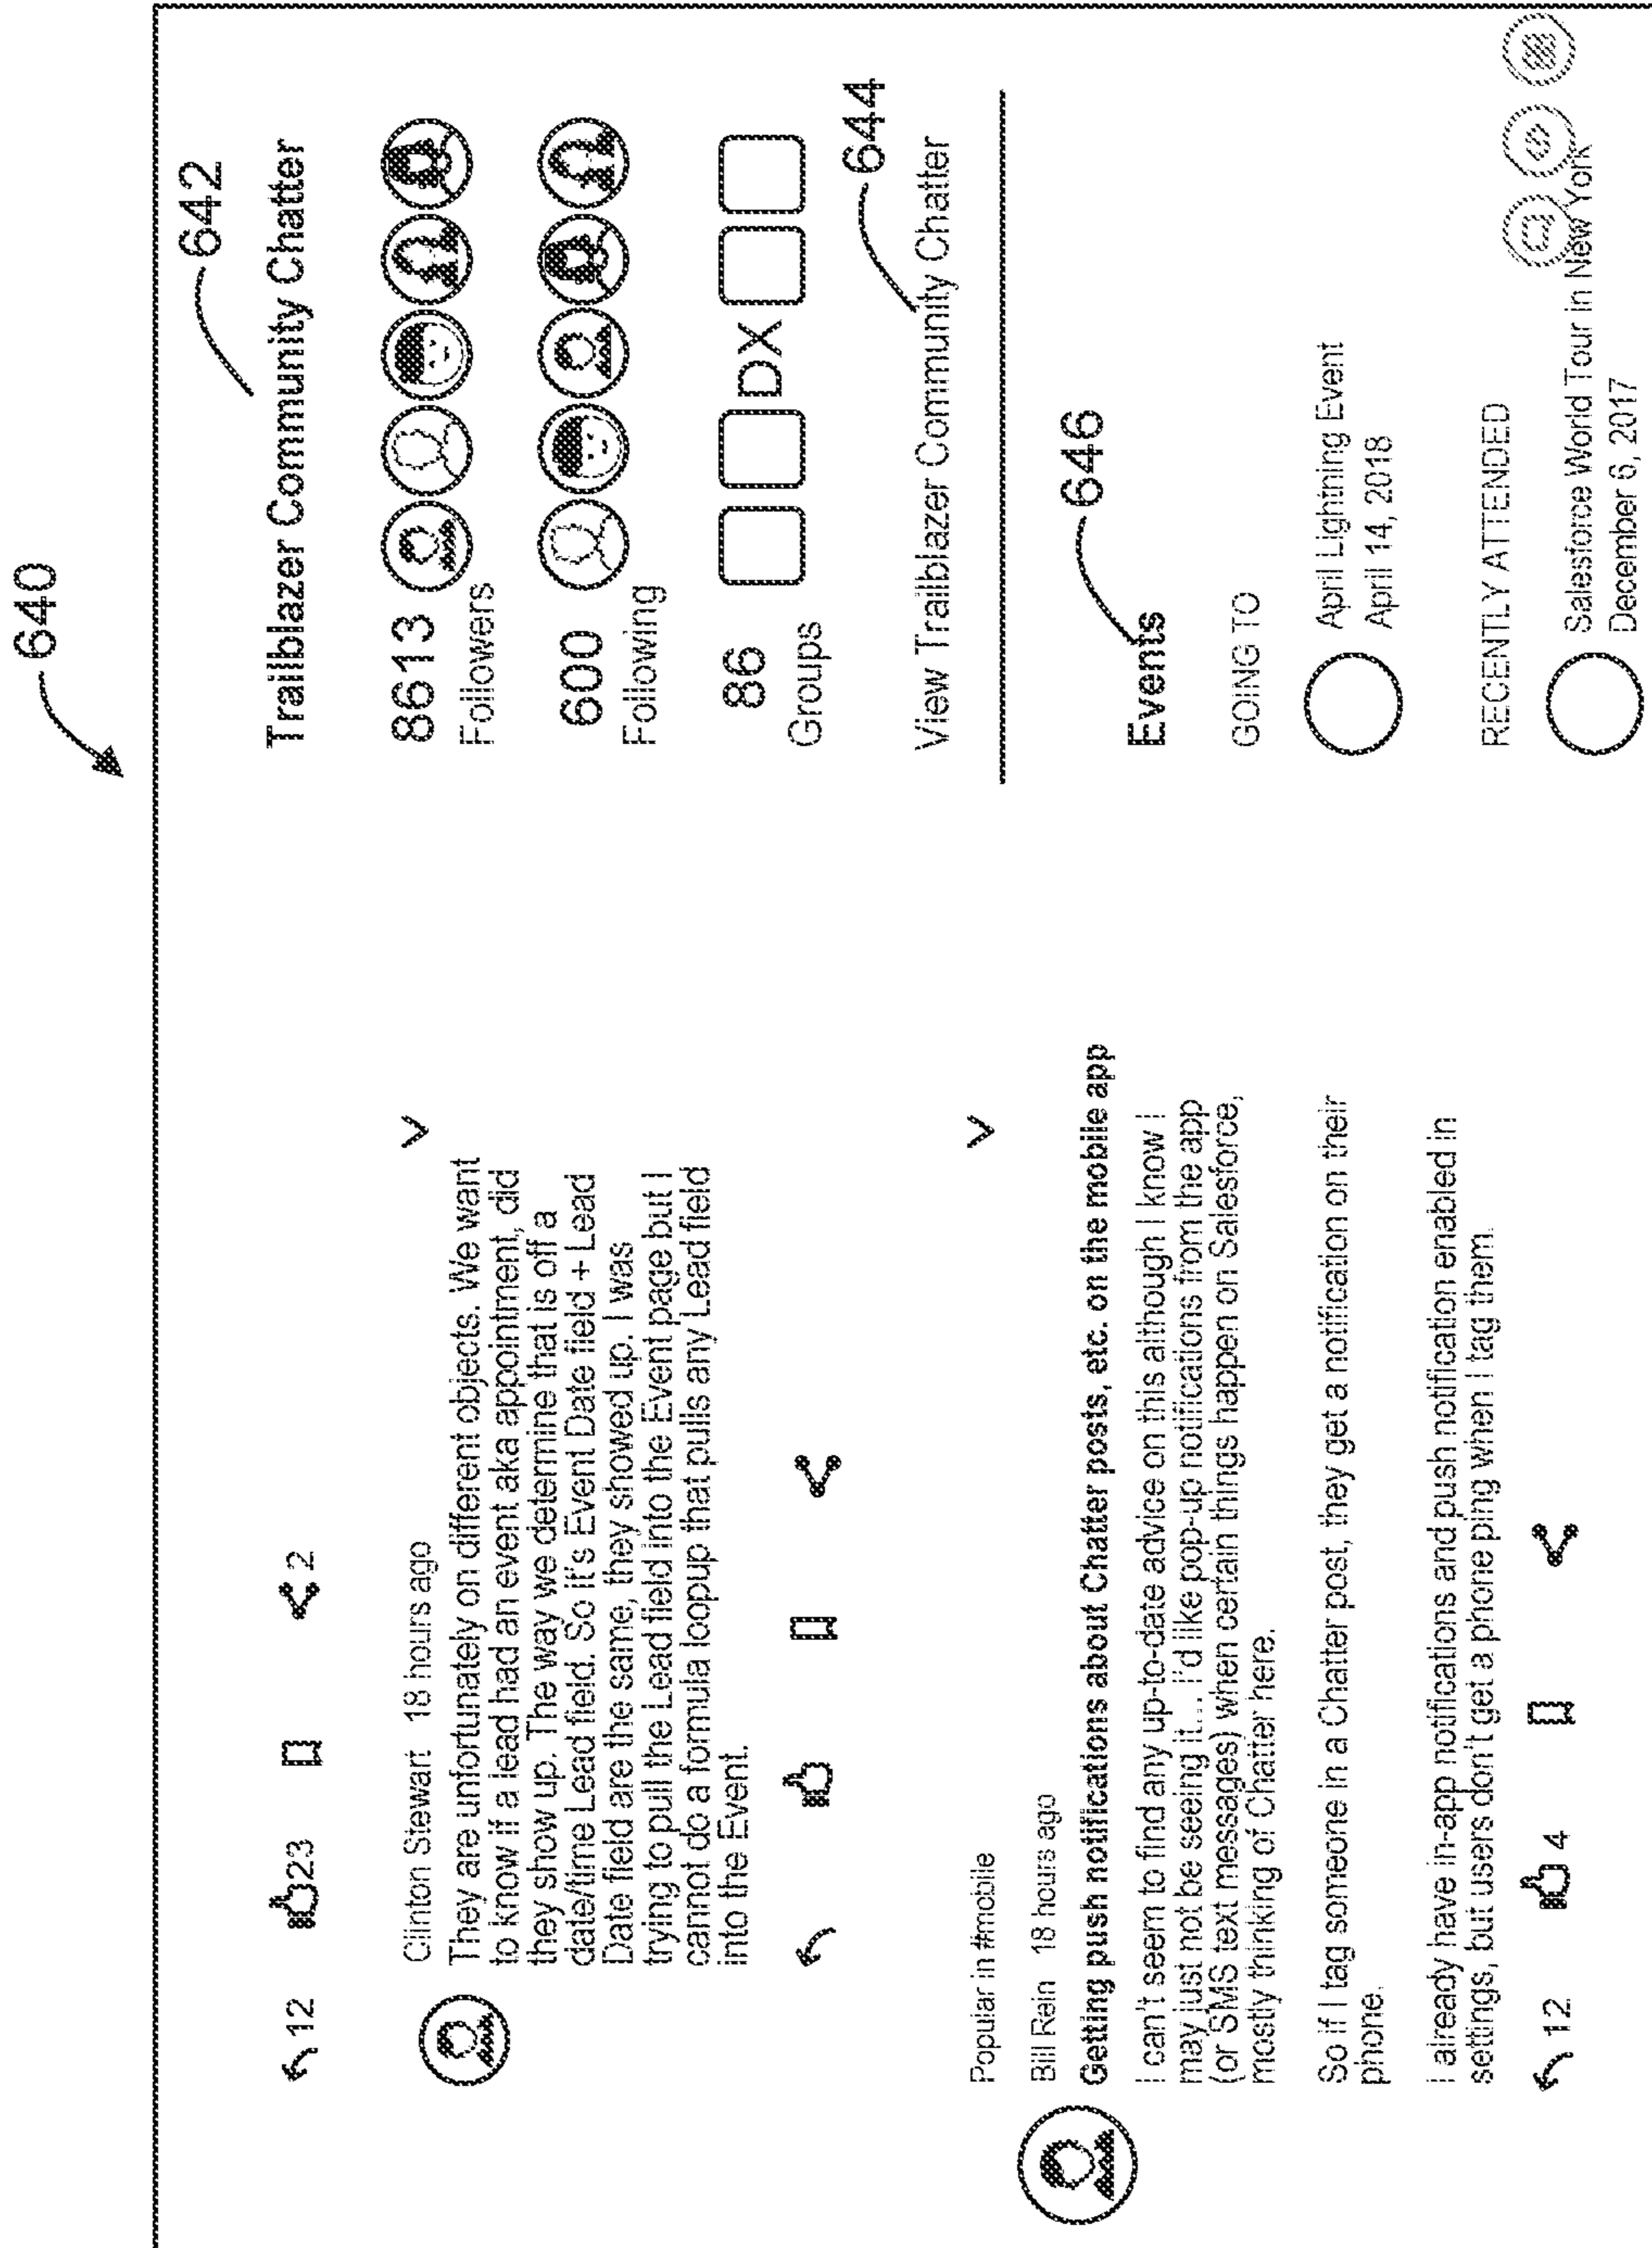 640
12 23 2
Clinton Stewart 18 hours ago
They are unfortunately on different objects. We want
to know if a lead had an event aka appointment, did
they show up. The way we determine that is off a
date/time Lead field. So it's Event Date field + Lead
Date field are the same, they showed up. I was
trying to pull the Lead field into the Event page but I
cannot do a formula loopup that pulls any Lead field
into the Event.
Popular in #mobile
Bill Rein 18 hours ago
Getting push notifications about Chatter posts, etc. on the mobile app
I can't seem to find any up-to-date advice on this although I know I
may just not be seeing it... I'd like pop-up notifications from the app
(or SMS text messages) when certain things happen on Salesforce,
mostly thinking of Chatter here.
So if I tag someone in a Chatter post, they get a notification on their
phone.
I already have in-app notifications and push notification enabled in
settings, but users don't get a phone ping when I tag them.
12 4
642
Trailblazer Community Chatter
8613
Followers
600
Following
86
Groups
DX
644
View Trailblazer Community Chatter
646
Events
GOING TO
April Lightning Event
April 14, 2018
RECENTLY ATTENDED
Salesforce World Tour in New York
December 6, 2017